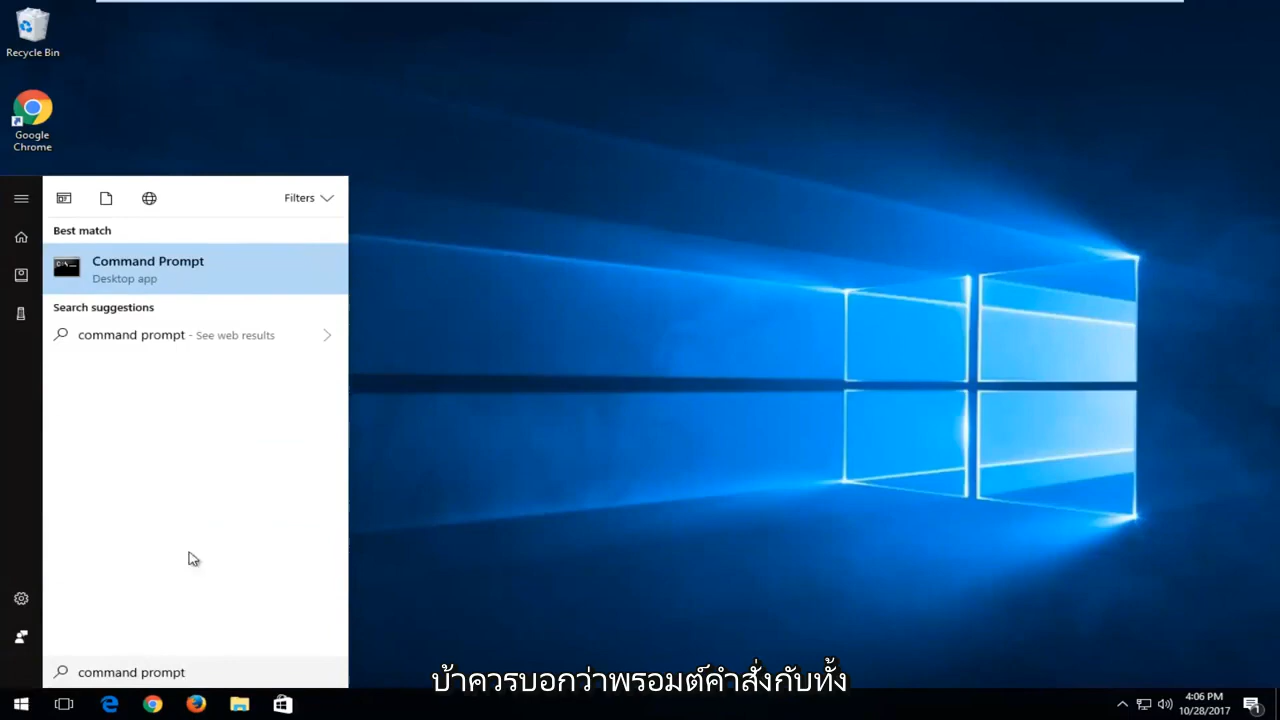 Recycle Bin
Google
Chrome
Filters
Best match
Command Prompt
Desktop app
Search suggestions
command prompt - See web results
command prompt
บ้าควรบอกว่าพรอมต์คำสั่งกับทั้ง
4:06 PM
10/28/2017
1